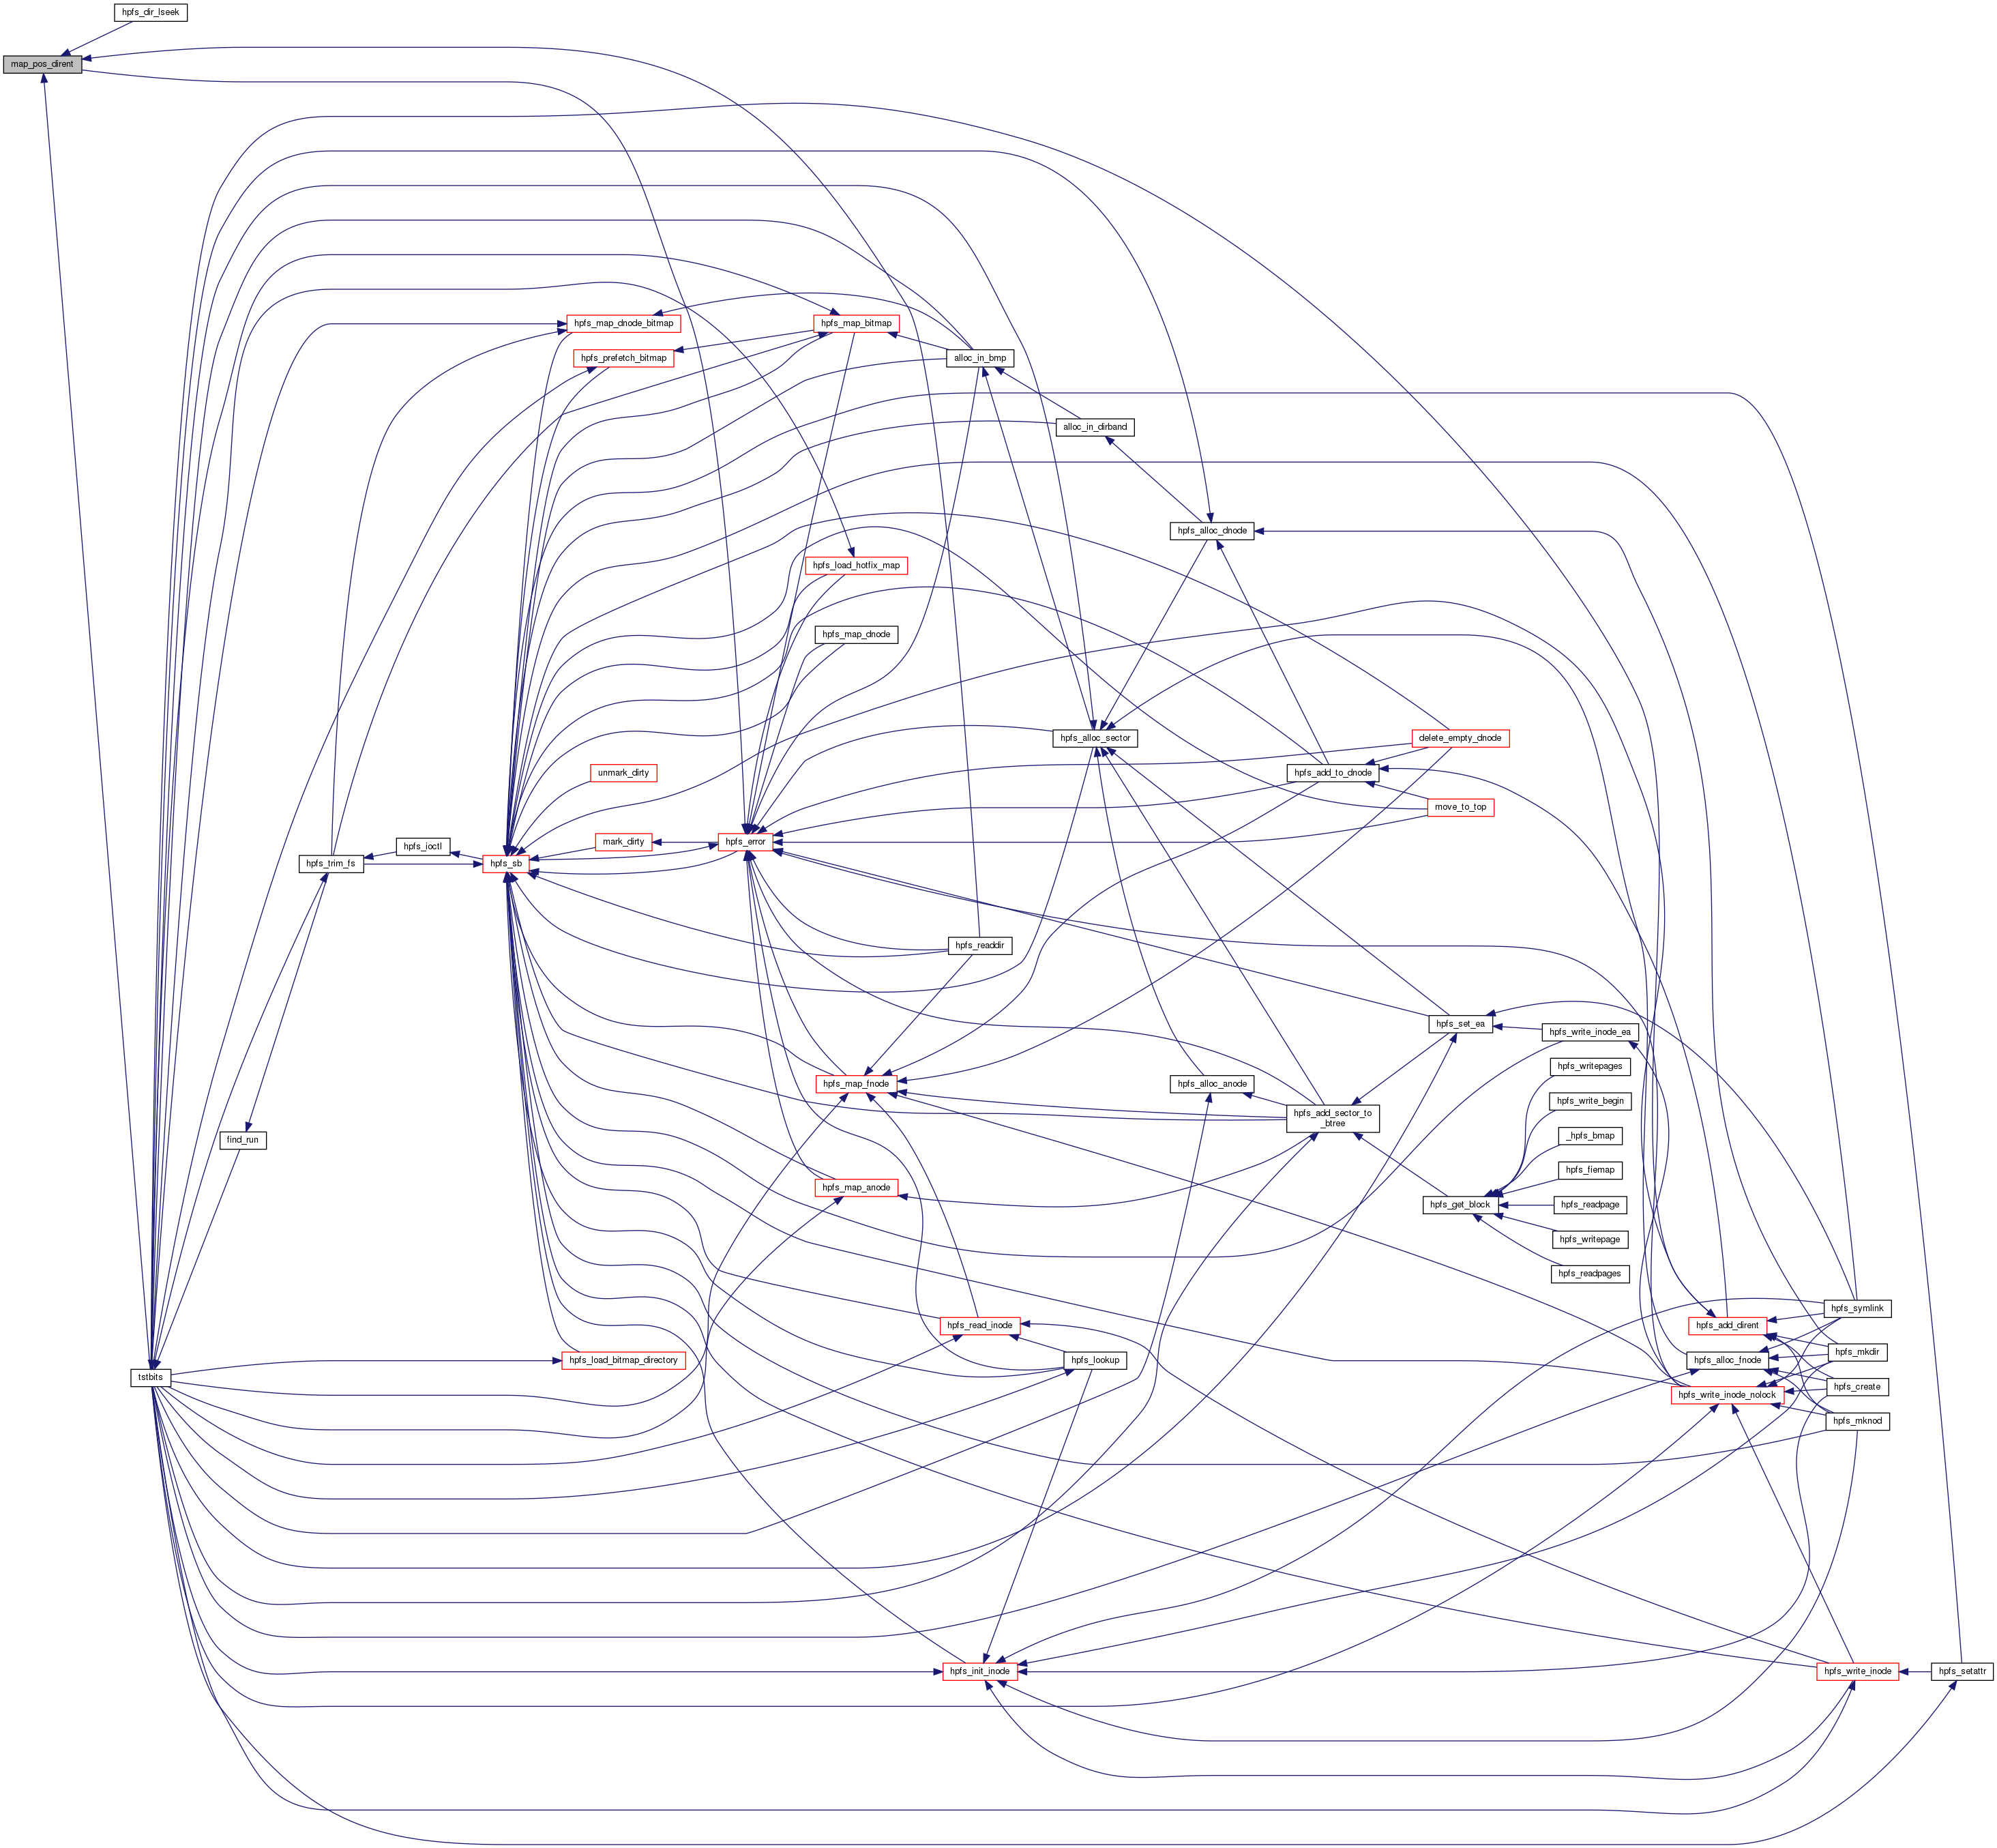 hpfs_dir_lseek
map_pos_dirent
hpfs_map_dnode_bitmap
hpfs_map_bitmap
hpfs_prefetch_bitmap
alloc_in_bmp
alloc_in_dirband
hpfs_alloc_dnode
hpfs_load_hotfix_map
hpfs_map_dnode
hpfs_alloc_sector
delete_empty_dnode
unmark_dirty
hpfs_add_to_dnode
move_to_top
mark_dirty
hpfs_error
hpfs_ioctl
hpfs_trim_fs
hpfs_sb
hpfs_readdir
hpfs_set_ea
hpfs_write_inode_ea
hpfs_writepages
hpfs_map_fnode
hpfs_alloc_anode
hpfs_write_begin
hpfs_add_sector_to
_btree
_hpfs_bmap
find_run
hpfs_fiemap
hpfs_map_anode
hpfs_get_block
hpfs_readpage
hpfs_writepage
hpfs_readpages
hpfs_symlink
hpfs_read_inode
hpfs_add_dirent
hpfs_mkdir
hpfs_load_bitmap_directory
hpfs_lookup
hpfs_alloc_fnode
tstbits
hpfs_create
hpfs_write_inode_nolock
hpfs_mknod
hpfs_init_inode
hpfs_write_inode
hpfs_setattr